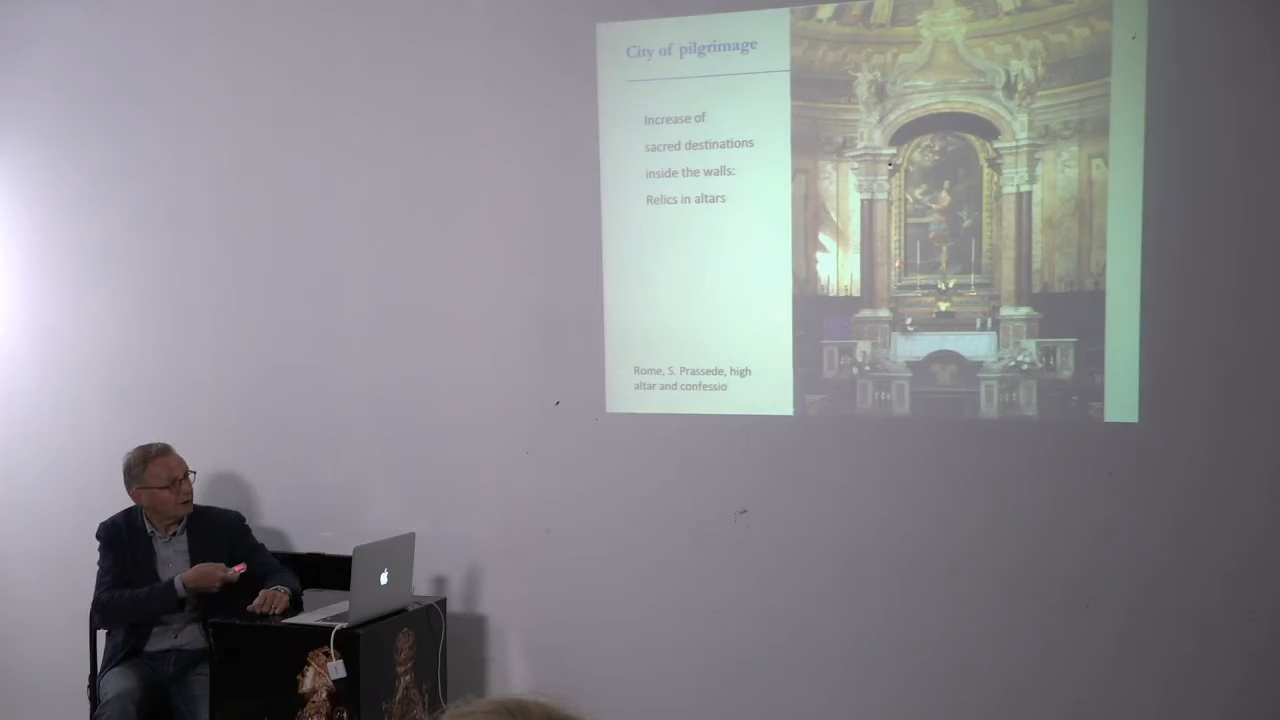 City of pilgrimage
Increase of
sacred destinations
inside the walls:
Relics in altars
Rome, S. Prassede, high
altar and confessio